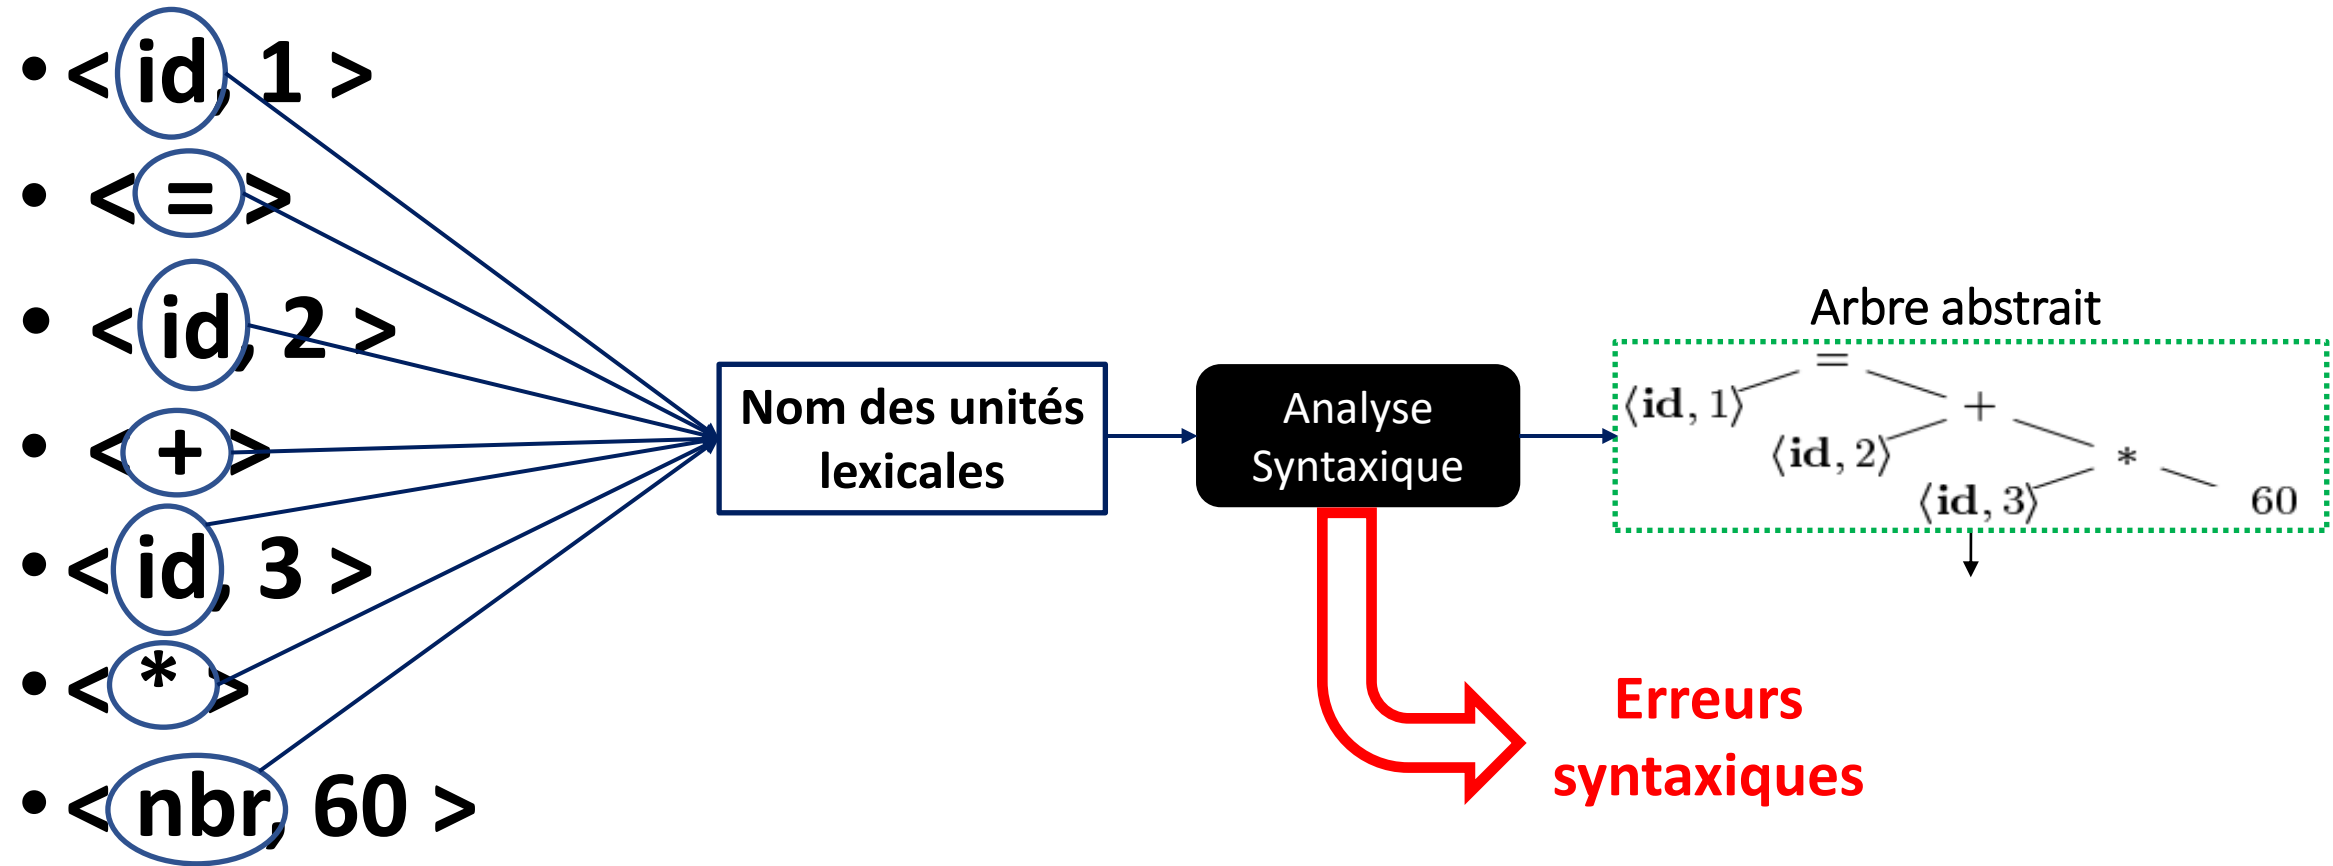 • < id, 1 >
• < = >
• < id, 2 >
• < + >
• < id, 3 >
• < * >
• < nbr, 60 >
Nom des unités
lexicales
Analyse
Syntaxique
Arbre abstrait
=
⟨id, 1⟩ +
⟨id, 2⟩ *
⟨id, 3⟩ 60
Erreurs
syntaxiques